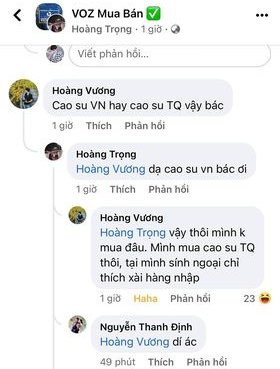 VOZ Mua Bán
Hoàng Trọng · 1 giờ ·
Viết phản hồi...
Hoàng Vương
Cao su VN hay cao su TQ vậy bác
1 giờ Thích Phản hồi
Hoàng Trọng
Hoàng Vương dạ cao su vn bác ơi
1 giờ Thích Phản hồi
Hoàng Vương
Hoàng Trọng vậy thôi mình k
mua đâu. Mình mua cao su TQ
thôi, tại mình sính ngoại chỉ
thích xài hàng nhập
1 giờ Haha Phản hồi 23
Nguyễn Thanh Định
Hoàng Vương dí ác
49 phút Thích Phản hồi